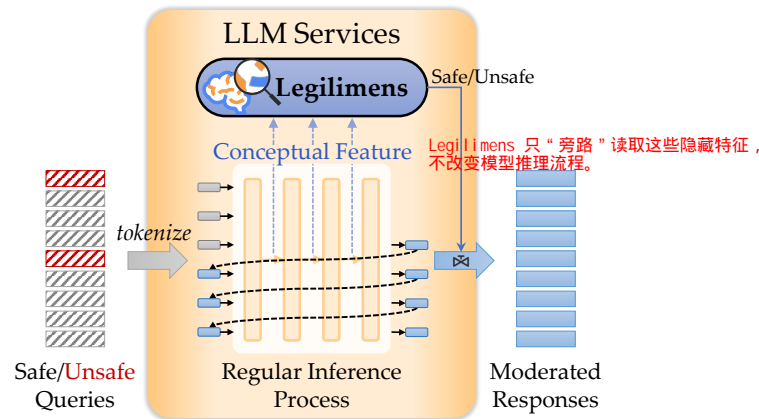 LLM Services
Legilimens
Safe/Unsafe
Legilimens 只“旁路”读取这些隐藏特征，
不改变模型推理流程。
Conceptual Feature
tokenize
Safe/Unsafe
Queries
Regular Inference
Process
Moderated
Responses